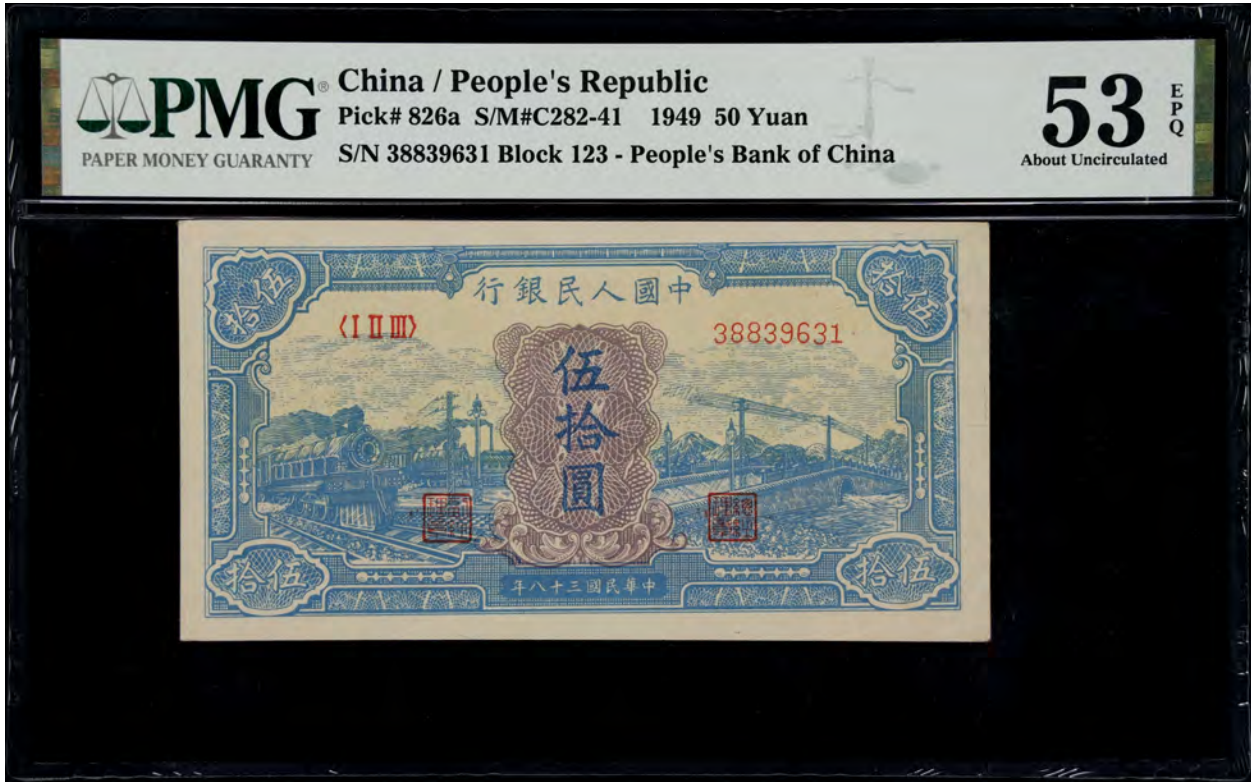 PMG®
PAPER MONEY GUARANTY
China / People's Republic
Pick# 826a S/M#C282-41 1949 50 Yuan
S/N 38839631 Block 123 - People's Bank of China
53
EPQ
About Uncirculated
伍拾
行銀民人國中
伍拾
〈I II III〉
38839631
伍拾圓
拾伍
年八十三國民華中
拾伍